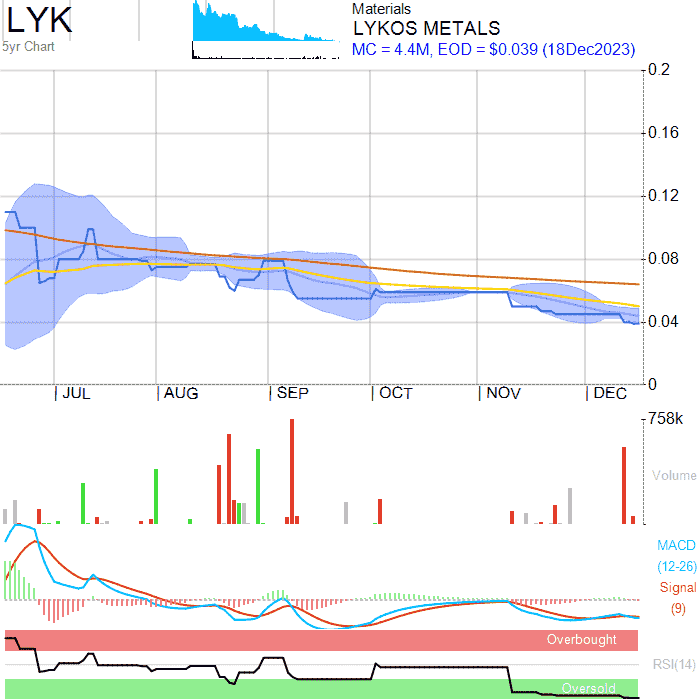 LYK
5yr Chart
Materials
LYKOS METALS
MC = 4.4M, EOD = $0.039 (18Dec2023)
0.2
0.16
0.12
0.08
0.04
0
JUL
AUG
SEP
OCT
NOV
DEC
758k
Volume
MACD
(12-26)
Signal
(9)
Overbought
RSI(14)
Oversold